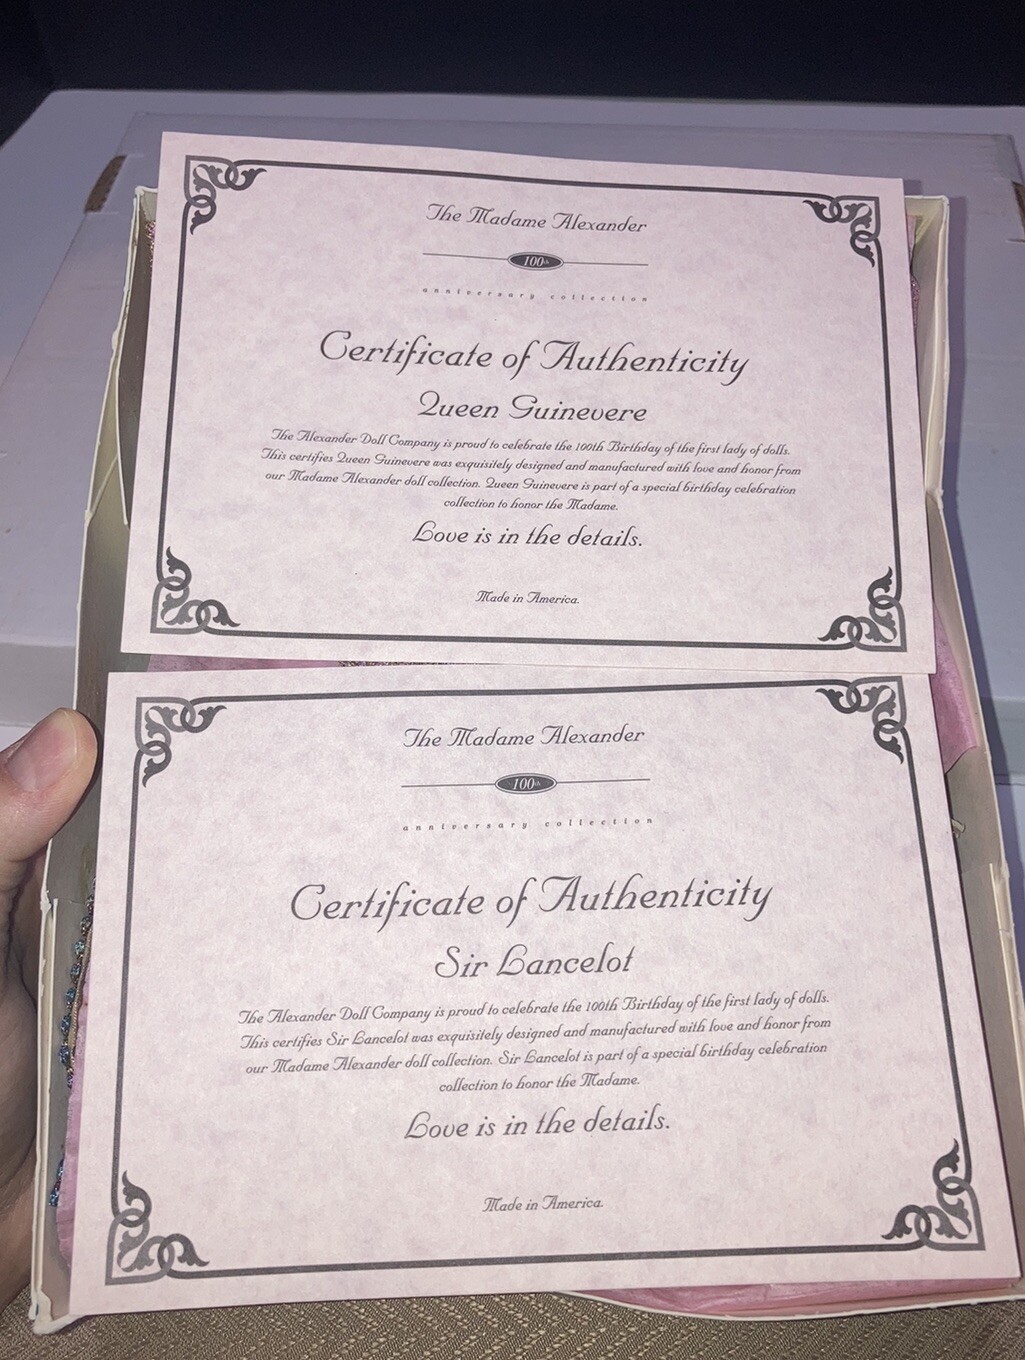 The Madame Alexander
100th
anniversary collection
Certificate of Authenticity
Queen Guinevere
The Alexander Doll Company is proud to celebrate the 100th Birthday of the first lady of dolls.
This certifies Queen Guinevere was exquisitely designed and manufactured with love and honor from
our Madame Alexander doll collection. Queen Guinevere is part of a special birthday celebration
collection to honor the Madame.
Love is in the details.
Made in America.
The Madame Alexander
100th
anniversary collection
Certificate of Authenticity
Sir Lancelot
The Alexander Doll Company is proud to celebrate the 100th Birthday of the first lady of dolls.
This certifies Sir Lancelot was exquisitely designed and manufactured with love and honor from
our Madame Alexander doll collection. Sir Lancelot is part of a special birthday celebration
collection to honor the Madame.
Love is in the details.
Made in America.